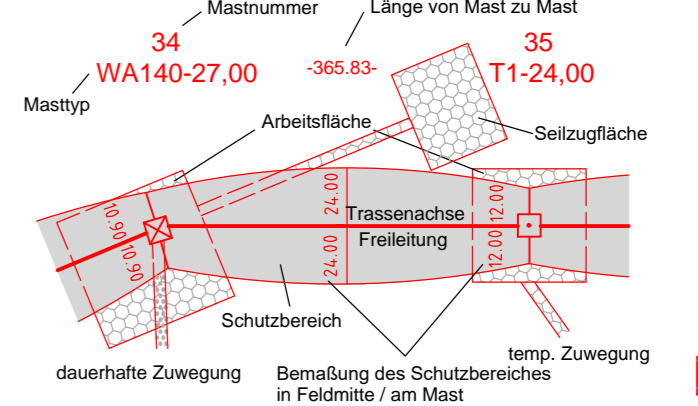 Mastnummer
Länge von Mast zu Mast
34
35
WA140-27,00
-365.83-
T1-24,00
Masttyp
Arbeitsfläche
Seilzugfläche
10.90
10.90
24.00
24.00
Trassenachse
Freileitung
12.00
12.00
Schutzbereich
temp. Zuwegung
dauerhafte Zuwegung
Bemaßung des Schutzbereiches
in Feldmitte / am Mast